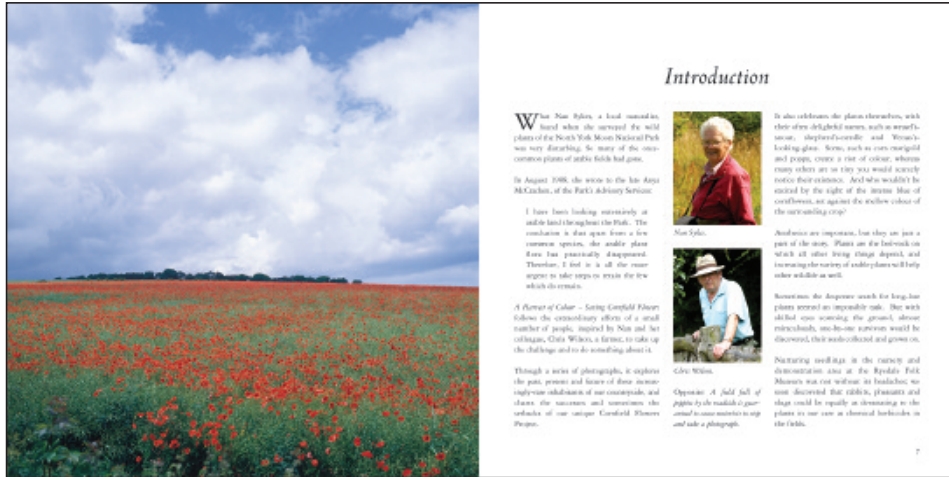 Introduction
What Nan Sykes, a local naturalist,
found when she surveyed the wild
plants of the North York Moors National Park
was very disturbing. So many of the once-
common plants of arable fields had gone.
In August 1988, she wrote to the late Anya
McCracken, of the Park's Advisory Services:
I have been looking extensively at
arable land throughout the Park. The
conclusion is that apart from a few
common species, the arable plant
flora has practically disappeared.
Therefore, I feel it is all the more
urgent to take steps to retain the few
which do remain.
A Harvest of Colour – Saving Cornfield Flowers
follows the extraordinary efforts of a small
number of people, inspired by Nan and her
colleague, Chris Wilson, a farmer, to take up
the challenge and to do something about it.
Through a series of photographs, it explores
the past, present and future of these increas-
ingly-rare inhabitants of our countryside, and
charts the successes and sometimes the
setbacks of our unique Cornfield Flowers
Project.
Nan Sykes.
Chris Wilson.
Opposite: A field full of
poppies by the roadside is guar-
anteed to cause motorists to stop
and take a photograph.
It also celebrates the plants themselves, with
their often delightful names, such as weasel's-
snout, shepherd's-needle and Venus's-
looking-glass. Some, such as corn marigold
and poppy, create a riot of colour, whereas
many others are so tiny you would scarcely
notice their existence. And who wouldn't be
excited by the sight of the intense blue of
cornflowers, set against the mellow colour of
the surrounding crop?
Aesthetics are important, but they are just a
part of the story. Plants are the bed-rock on
which all other living things depend, and
increasing the variety of arable plants will help
other wildlife as well.
Sometimes the desperate search for long-lost
plants seemed an impossible task. But with
skilled eyes scanning the ground, almost
miraculously, one-by-one survivors would be
discovered, their seeds collected and grown on.
Nurturing seedlings in the nursery and
demonstration area at the Ryedale Folk
Museum was not without its headaches; we
soon discovered that rabbits, pheasants and
slugs could be equally as devastating to the
plants in our care as chemical herbicides in
the fields.
7